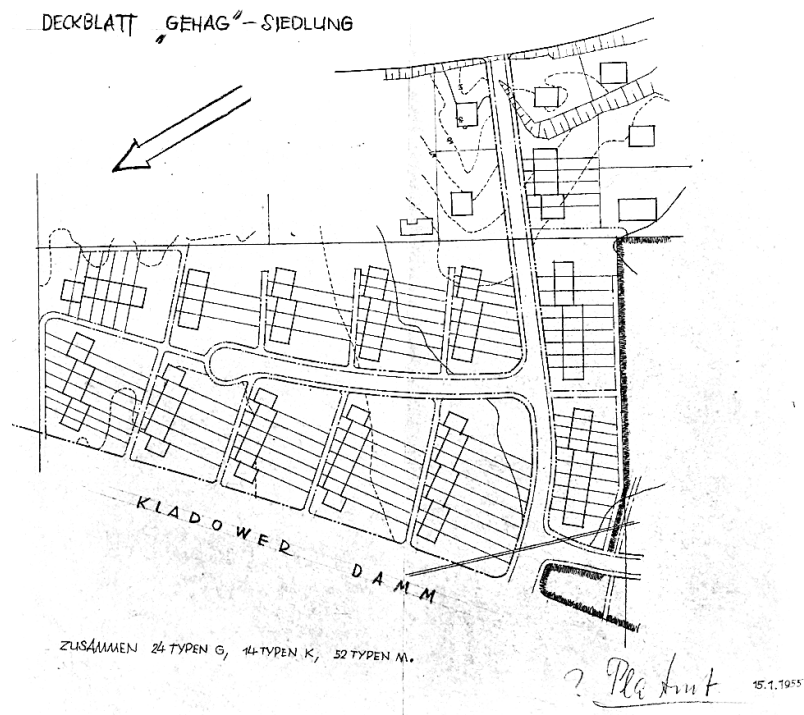 DECKBLATT „GEHAG"-SIEDLUNG
KLADOWER DAMM
ZUSAMMEN 24 TYPEN G, 14 TYPEN K, 52 TYPEN M.
? 15.1.1955